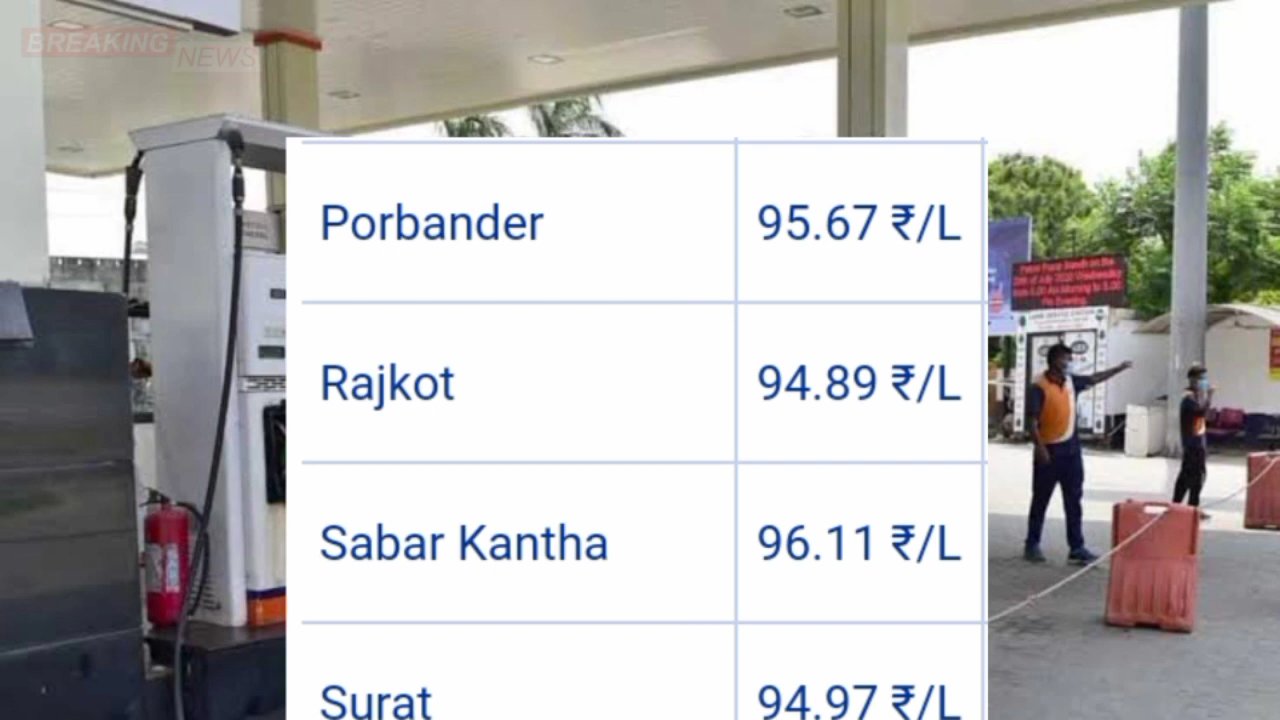 BREAKING
NEWS
Porbander 95.67 ₹/L
Rajkot 94.89 ₹/L
Sabar Kantha 96.11 ₹/L
Surat 94.97 ₹/L